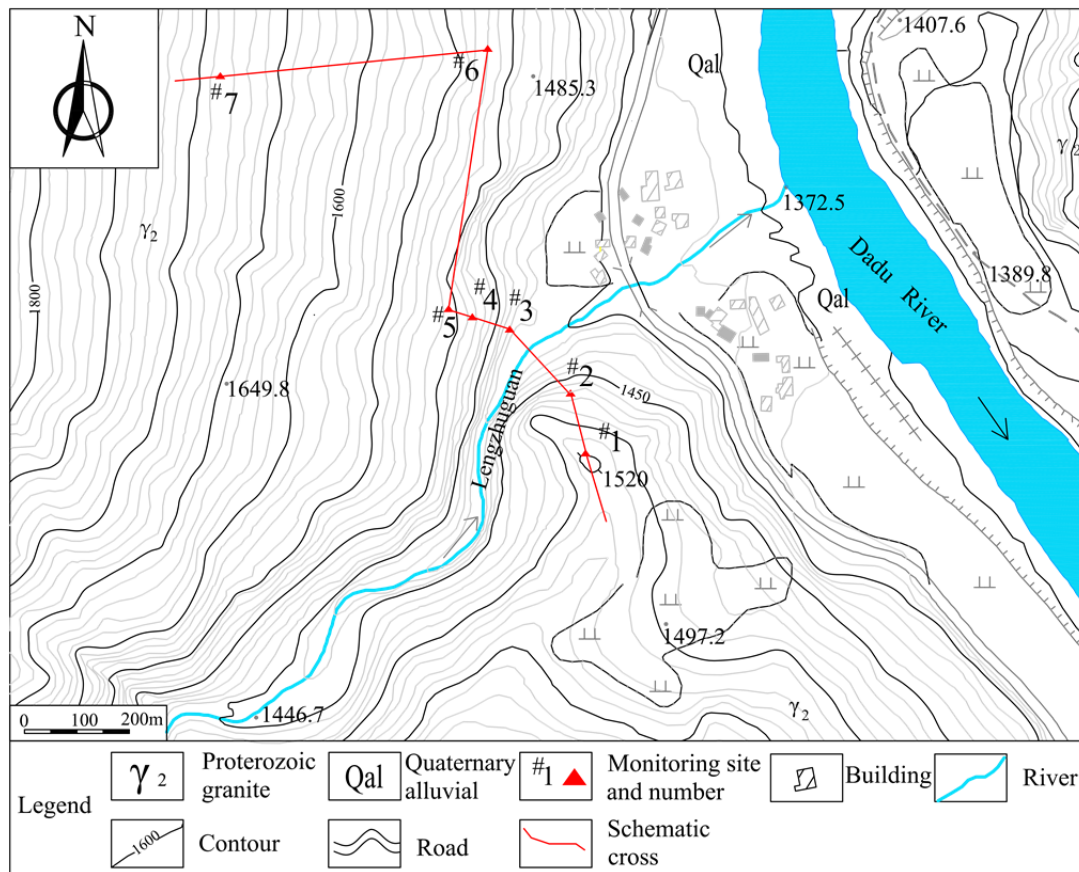 N
#7
#6
1485.3
Qal
1407.6
γ2
γ2
1800
1600
1372.5
Dadu River
1389.8
Qal
#5
#4
#3
#2
#1
1649.8
1450
Lengzhuguan
1520
1497.2
1446.7
γ2
0 100 200m
Legend
γ2
Proterozoic
granite
Qal
Quaternary
alluvial
#1
Monitoring site
and number
Building
River
1600
Contour
Road
Schematic
cross